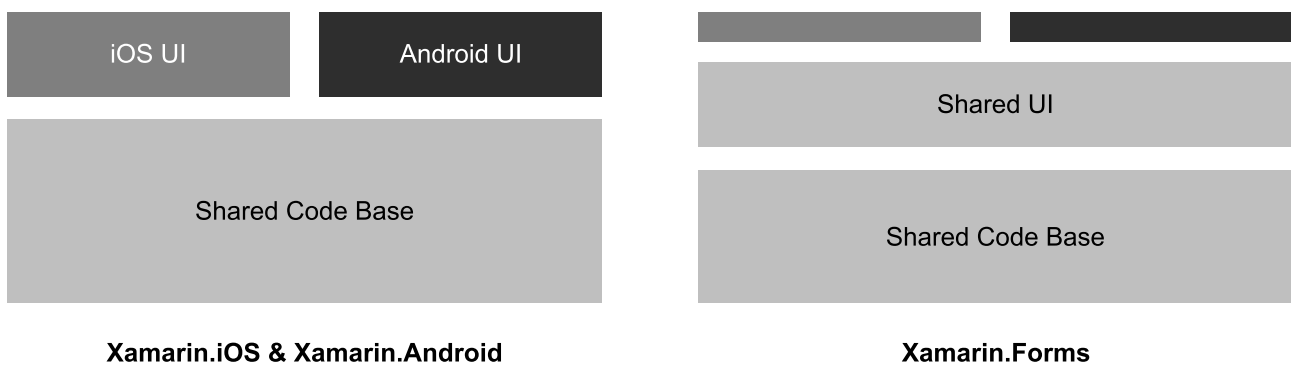 iOS UI
Android UI
Shared Code Base
Xamarin.iOS & Xamarin.Android
Shared UI
Shared Code Base
Xamarin.Forms